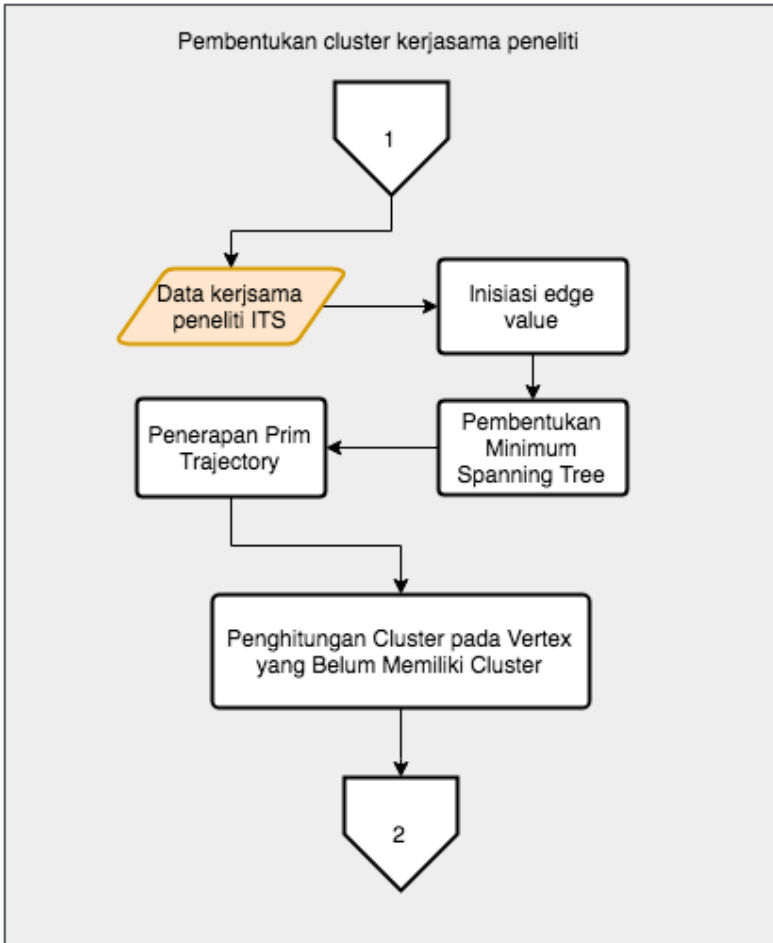 Pembentukan cluster kerjasama peneliti
1
Data kerjsama
peneliti ITS
Inisiasi edge
value
Pembentukan
Minimum
Spanning Tree
Penerapan Prim
Trajectory
Penghitungan Cluster pada Vertex
yang Belum Memiliki Cluster
2